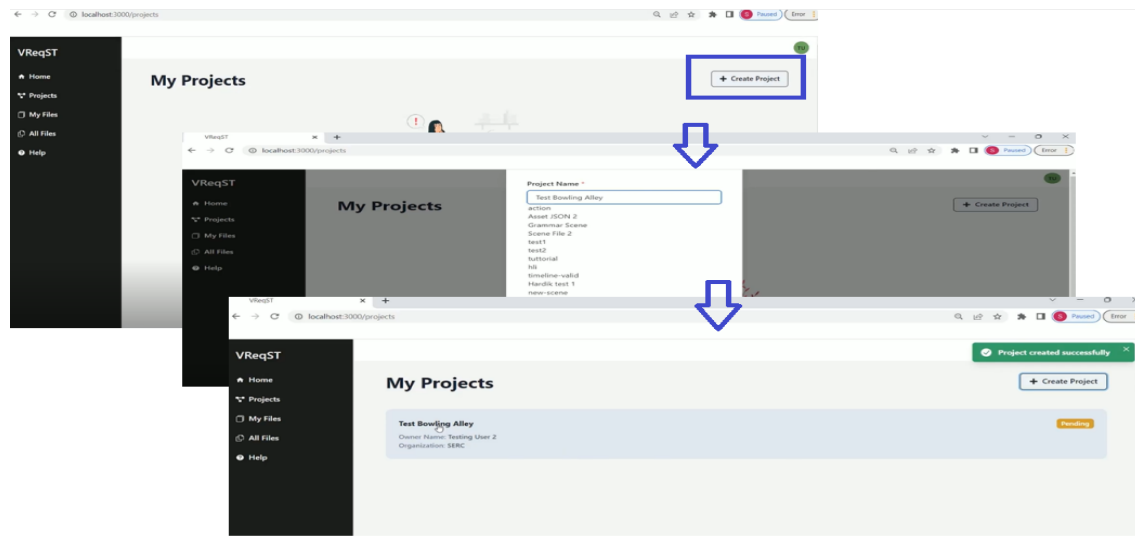 localhost:3000/projects
Paused
Error
VReqST
Home
Projects
My Files
All Files
Help
My Projects
+ Create Project
VReqST
localhost:3000/projects
Paused
Error
VReqST
Home
Projects
My Files
All Files
Help
My Projects
+ Create Project
Project Name *
Test Bowling Alley
action
Asset JSON 2
Grammar Scene
Scene File 2
test1
test2
tuttorial
hli
timeline-valid
Hardik test 1
new-scene
VReqST
localhost:3000/projects
S
Paused
Error
VReqST
Home
Projects
My Files
All Files
Help
Project created successfully
My Projects
+ Create Project
Test Bowling Alley
Pending
Owner Name: Testing User 2
Organization: SERC